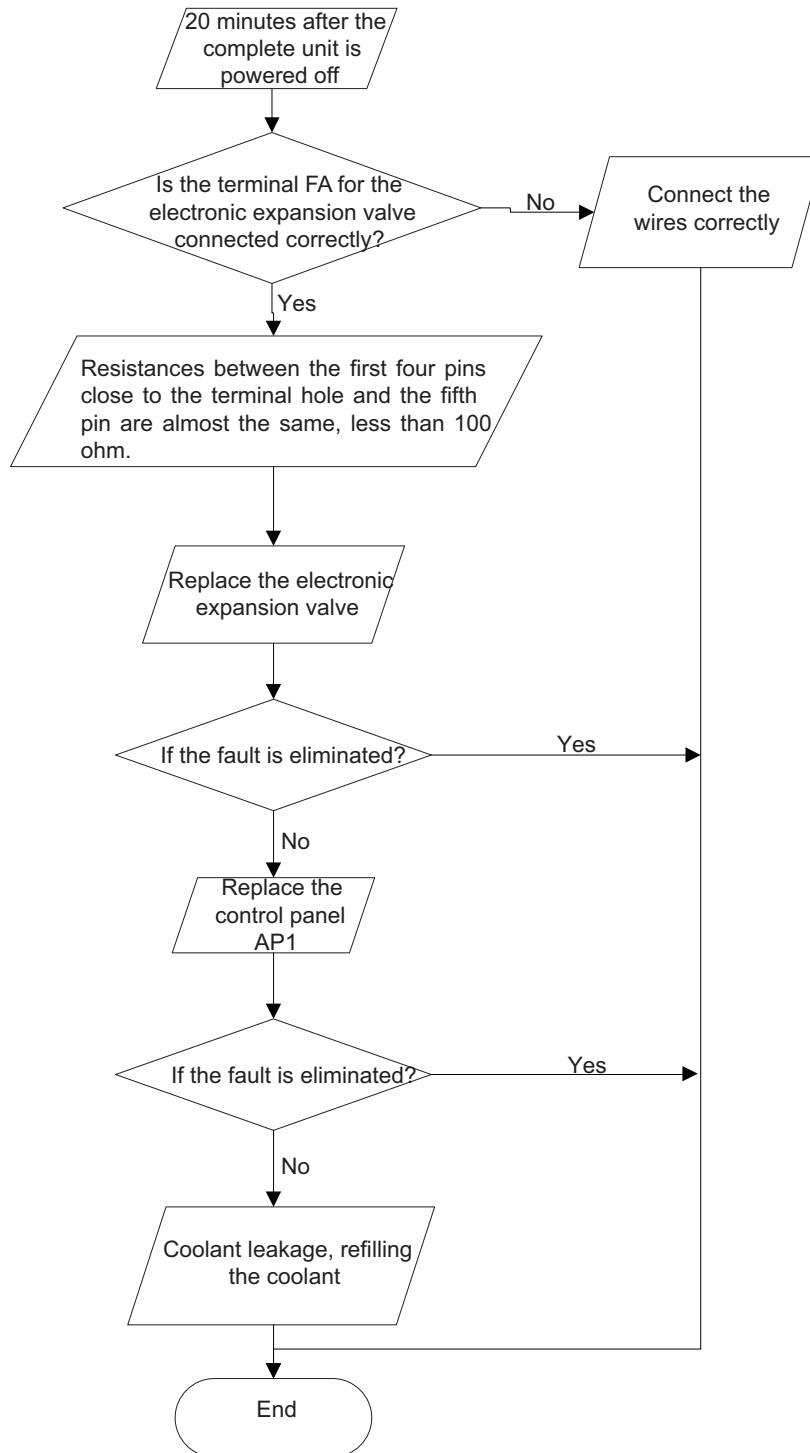 20 minutes after the
complete unit is
powered off
Is the terminal FA for the
electronic expansion valve
connected correctly?
No
Connect the
wires correctly
Yes
Resistances between the first four pins
close to the terminal hole and the fifth
pin are almost the same, less than 100
ohm.
Replace the electronic
expansion valve
If the fault is eliminated?
Yes
No
Replace the
control panel
AP1
If the fault is eliminated?
Yes
No
Coolant leakage, refilling
the coolant
End